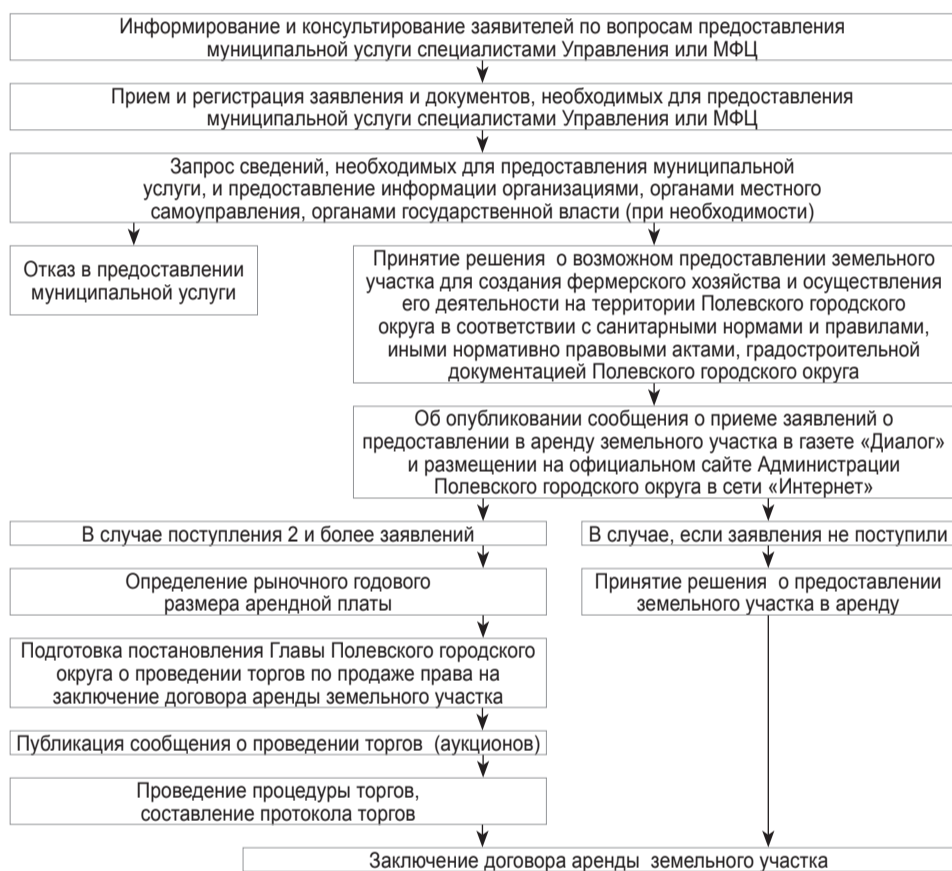 Информирование и консультирование заявителей по вопросам предоставления
муниципальной услуги специалистами Управления или МФЦ
Прием и регистрация заявления и документов, необходимых для предоставления
муниципальной услуги специалистами Управления или МФЦ
Запрос сведений, необходимых для предоставления муниципальной
услуги, и предоставление информации организациями, органами местного
самоуправления, органами государственной власти (при необходимости)
Отказ в предоставлении
муниципальной услуги
Принятие решения о возможном предоставлении земельного
участка для создания фермерского хозяйства и осуществления
его деятельности на территории Полевского городского
округа в соответствии с санитарными нормами и правилами,
иными нормативно правовыми актами, градостроительной
документацией Полевского городского округа
Об опубликовании сообщения о приеме заявлений о
предоставлении в аренду земельного участка в газете «Диалог»
и размещении на официальном сайте Администрации
Полевского городского округа в сети «Интернет»
В случае поступления 2 и более заявлений
Определение рыночного годового
размера арендной платы
Подготовка постановления Главы Полевского городского
округа о проведении торгов по продаже права на
заключение договора аренды земельного участка
Публикация сообщения о проведении торгов (аукционов)
Проведение процедуры торгов,
составление протокола торгов
В случае, если заявления не поступили
Принятие решения о предоставлении
земельного участка в аренду
Заключение договора аренды земельного участка